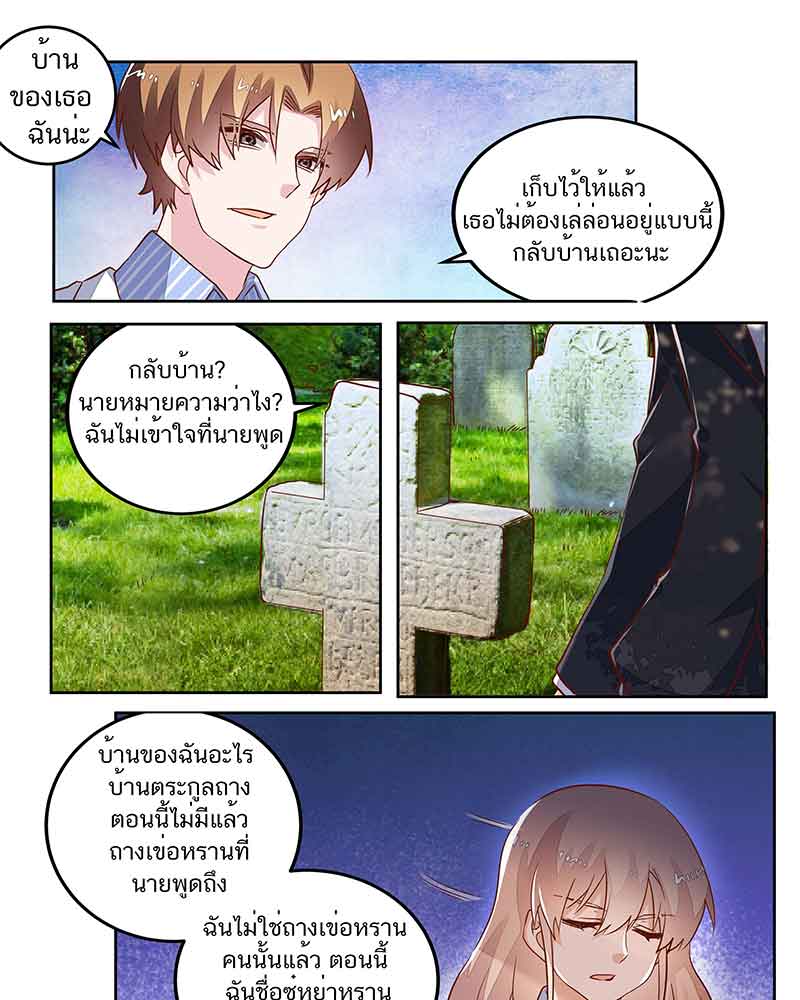 บ้าน
ของเธอ
ฉันน่ะ
เก็บไว้ให้แล้ว
เธอไม่ต้องเล่ล่อนอยู่แบบนี้
กลับบ้านเถอะนะ
กลับบ้าน?
นายหมายความว่าไง?
ฉันไม่เข้าใจที่นายพูด
บ้านของฉันอะไร
บ้านตระกูลถาง
ตอนนี้ไม่มีแล้ว
ถางเข่อหรานที่
นายพูดถึง
ฉันไม่ใช่ถางเข่อหราน
คนนั้นแล้ว ตอนนี้
ฉันชื่อซูหย่าหราน